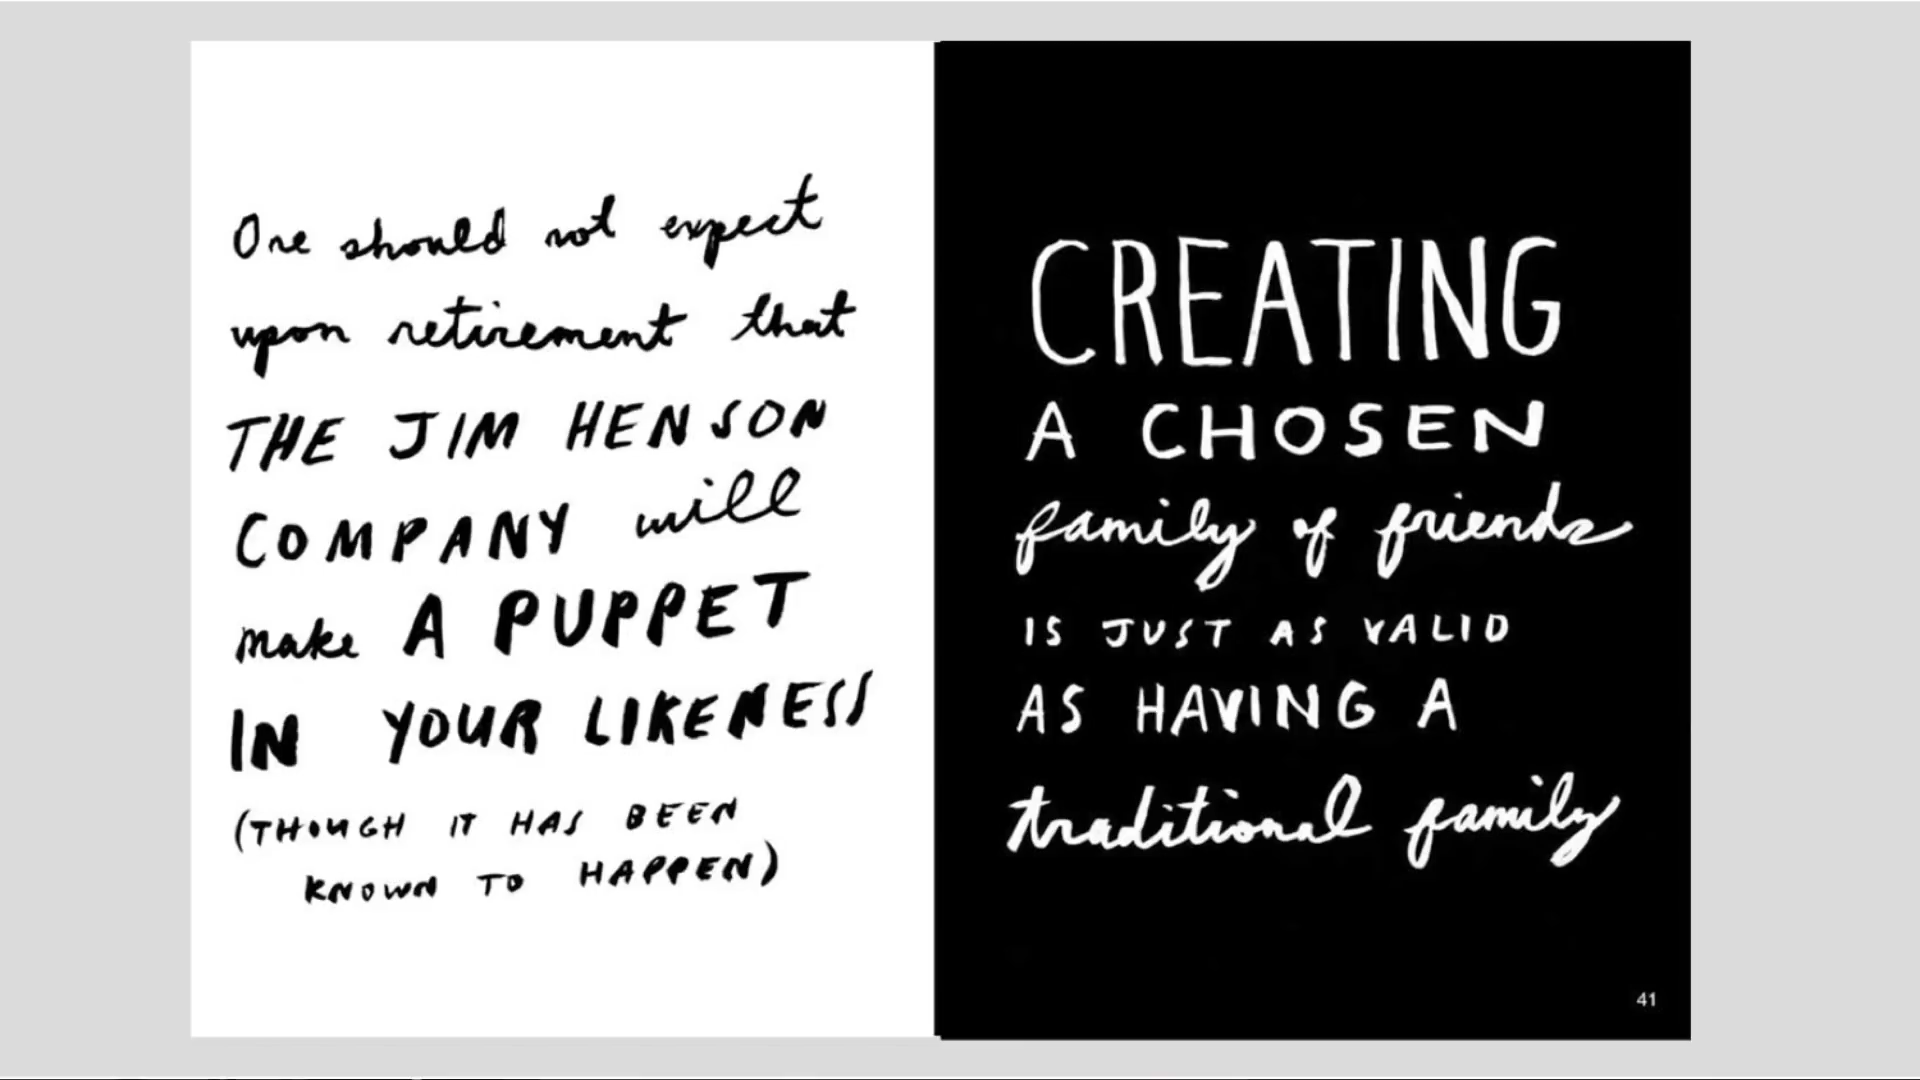 One should not expect
upon retirement that
THE JIM HENSON
COMPANY will
make A PUPPET
IN YOUR LIKENESS
(THOUGH IT HAS BEEN
KNOWN TO HAPPEN)
CREATING
A CHOSEN
family of friends
IS JUST AS VALID
AS HAVING A
traditional family
41